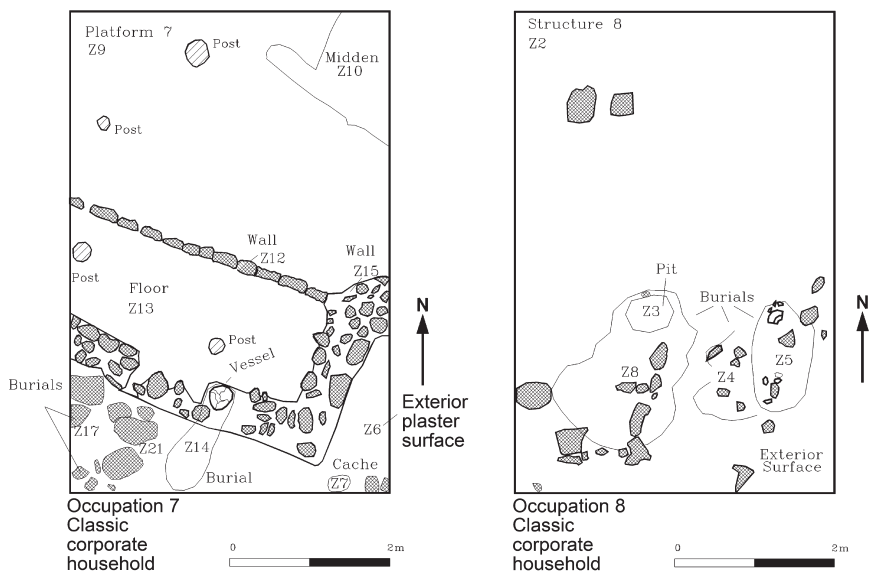 Platform 7
Z9
Post
Midden
Z10
Post
Wall
Z12
Wall
Z15
Post
Floor
Z13
Post
Vessel
Burials
Z17
Z21
Z14
Burial
Z6
Cache
Z7
N
Exterior
plaster
surface
Occupation 7
Classic
corporate
household
0 2m
Structure 8
Z2
Pit
Z3
Burials
Z8
Z4
Z5
Exterior
Surface
N
Occupation 8
Classic
corporate
household
0 2m